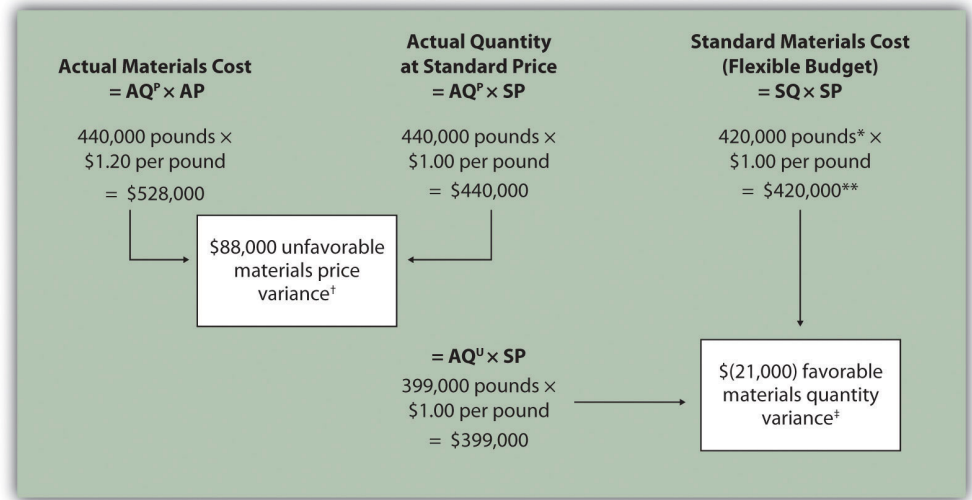 Actual Materials Cost
= AQᴾ × AP
440,000 pounds ×
$1.20 per pound
= $528,000
Actual Quantity
at Standard Price
= AQᴾ × SP
440,000 pounds ×
$1.00 per pound
= $440,000
Standard Materials Cost
(Flexible Budget)
= SQ × SP
420,000 pounds* ×
$1.00 per pound
= $420,000**
$88,000 unfavorable
materials price
variance†
= AQᵁ × SP
399,000 pounds ×
$1.00 per pound
= $399,000
$(21,000) favorable
materials quantity
variance‡